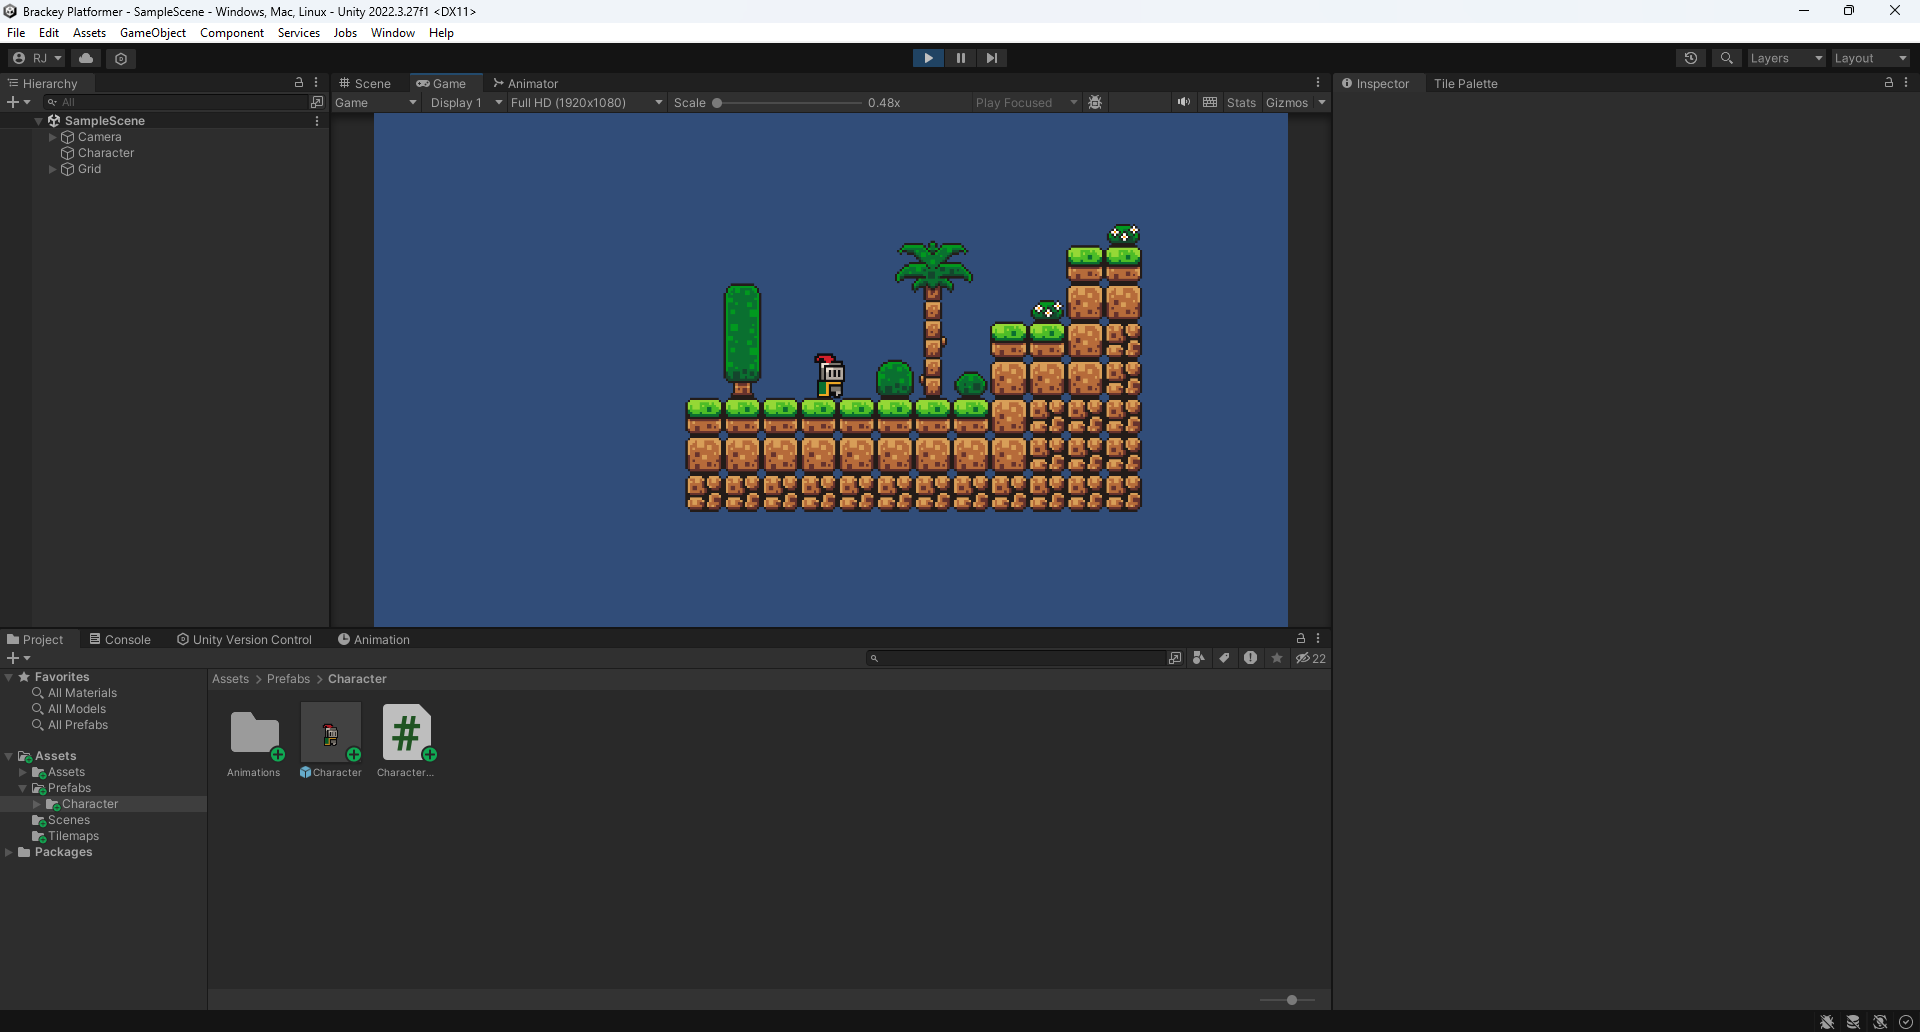 Brackey Platformer - SampleScene - Windows, Mac, Linux - Unity 2022.3.27f1 <DX11>
File Edit Assets GameObject Component Services Jobs Window Help
RJ
Layers Layout
Hierarchy
All
SampleScene
Camera
Character
Grid
Scene Game Animator
Game Display 1 Full HD (1920x1080) Scale 0.48x Play Focused Stats Gizmos
Inspector Tile Palette
Project Console Unity Version Control Animation
22
Favorites
All Materials
All Models
All Prefabs
Assets
Assets
Prefabs
Character
Scenes
Tilemaps
Packages
Assets > Prefabs > Character
Animations Character Character...